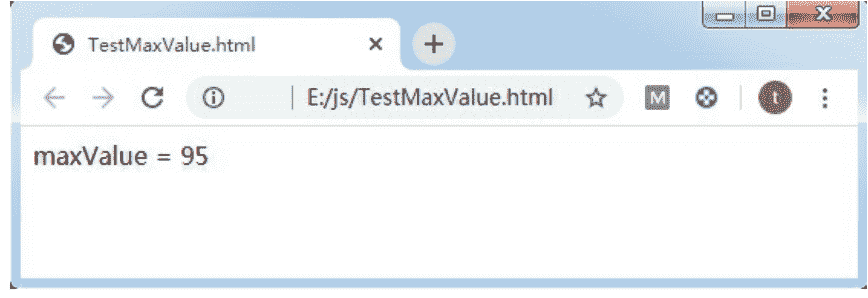 TestMaxValue.html
E:/js/TestMaxValue.html
M
t
maxValue = 95